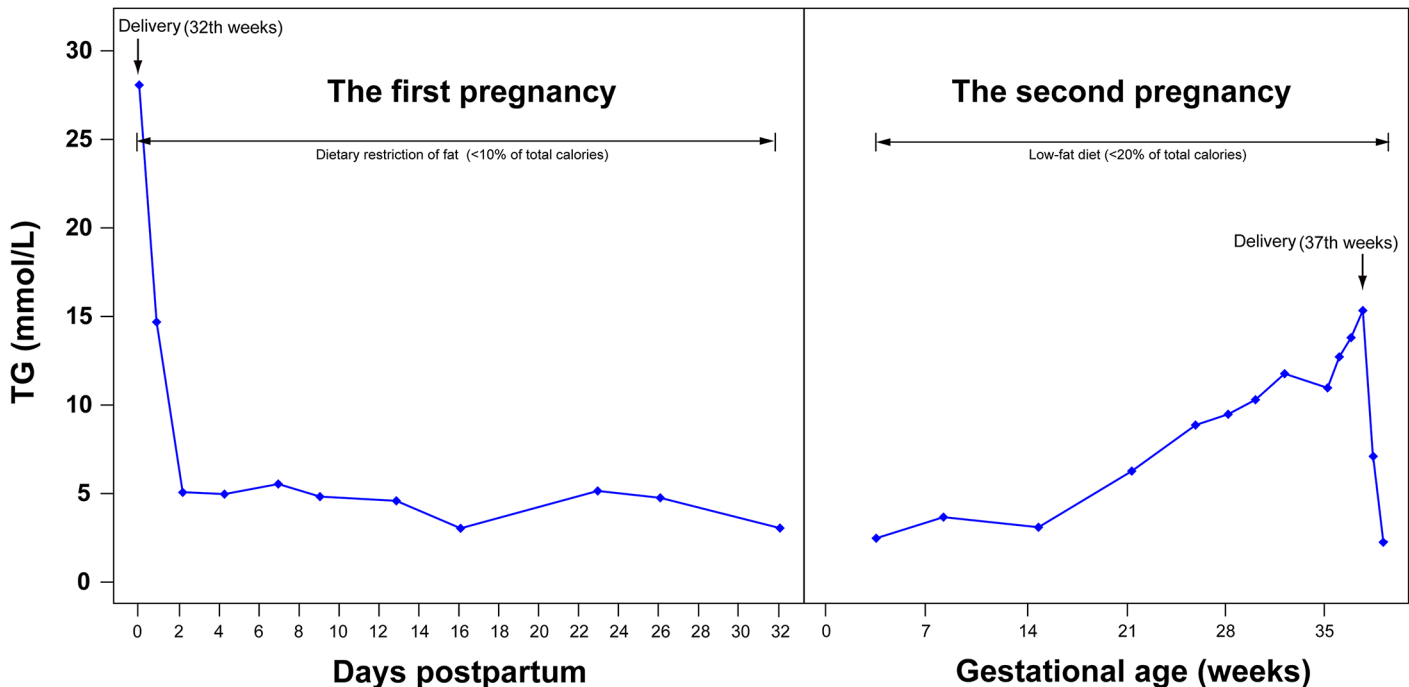 Delivery (32th weeks)
The first pregnancy
Dietary restriction of fat (<10% of total calories)
The second pregnancy
Low-fat diet (<20% of total calories)
Delivery (37th weeks)
TG (mmol/L)
30
25
20
15
10
5
0
0 2 4 6 8 10 12 14 16 18 20 22 24 26 28 30 32
Days postpartum
0 7 14 21 28 35
Gestational age (weeks)